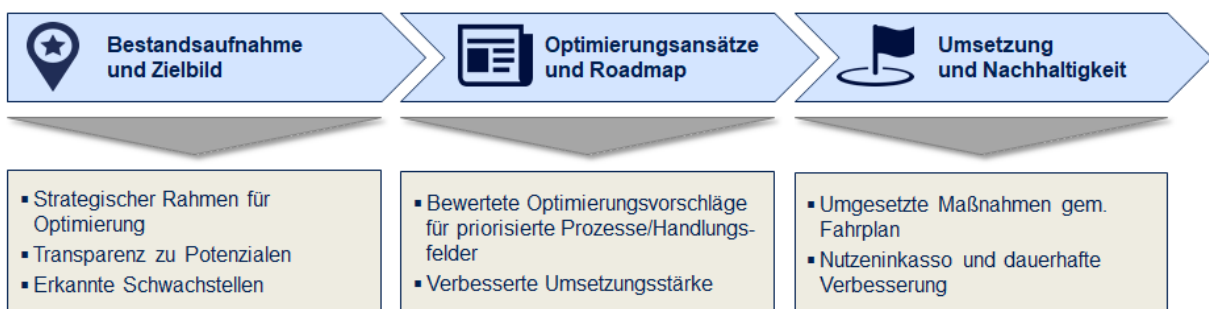 Bestandsaufnahme
und Zielbild
Optimierungsansätze
und Roadmap
Umsetzung
und Nachhaltigkeit
▪ Strategischer Rahmen für
Optimierung
▪ Transparenz zu Potenzialen
▪ Erkannte Schwachstellen
▪ Bewertete Optimierungsvorschläge
für priorisierte Prozesse/Handlungs-
felder
▪ Verbesserte Umsetzungsstärke
▪ Umgesetzte Maßnahmen gem.
Fahrplan
▪ Nutzeninkasso und dauerhafte
Verbesserung